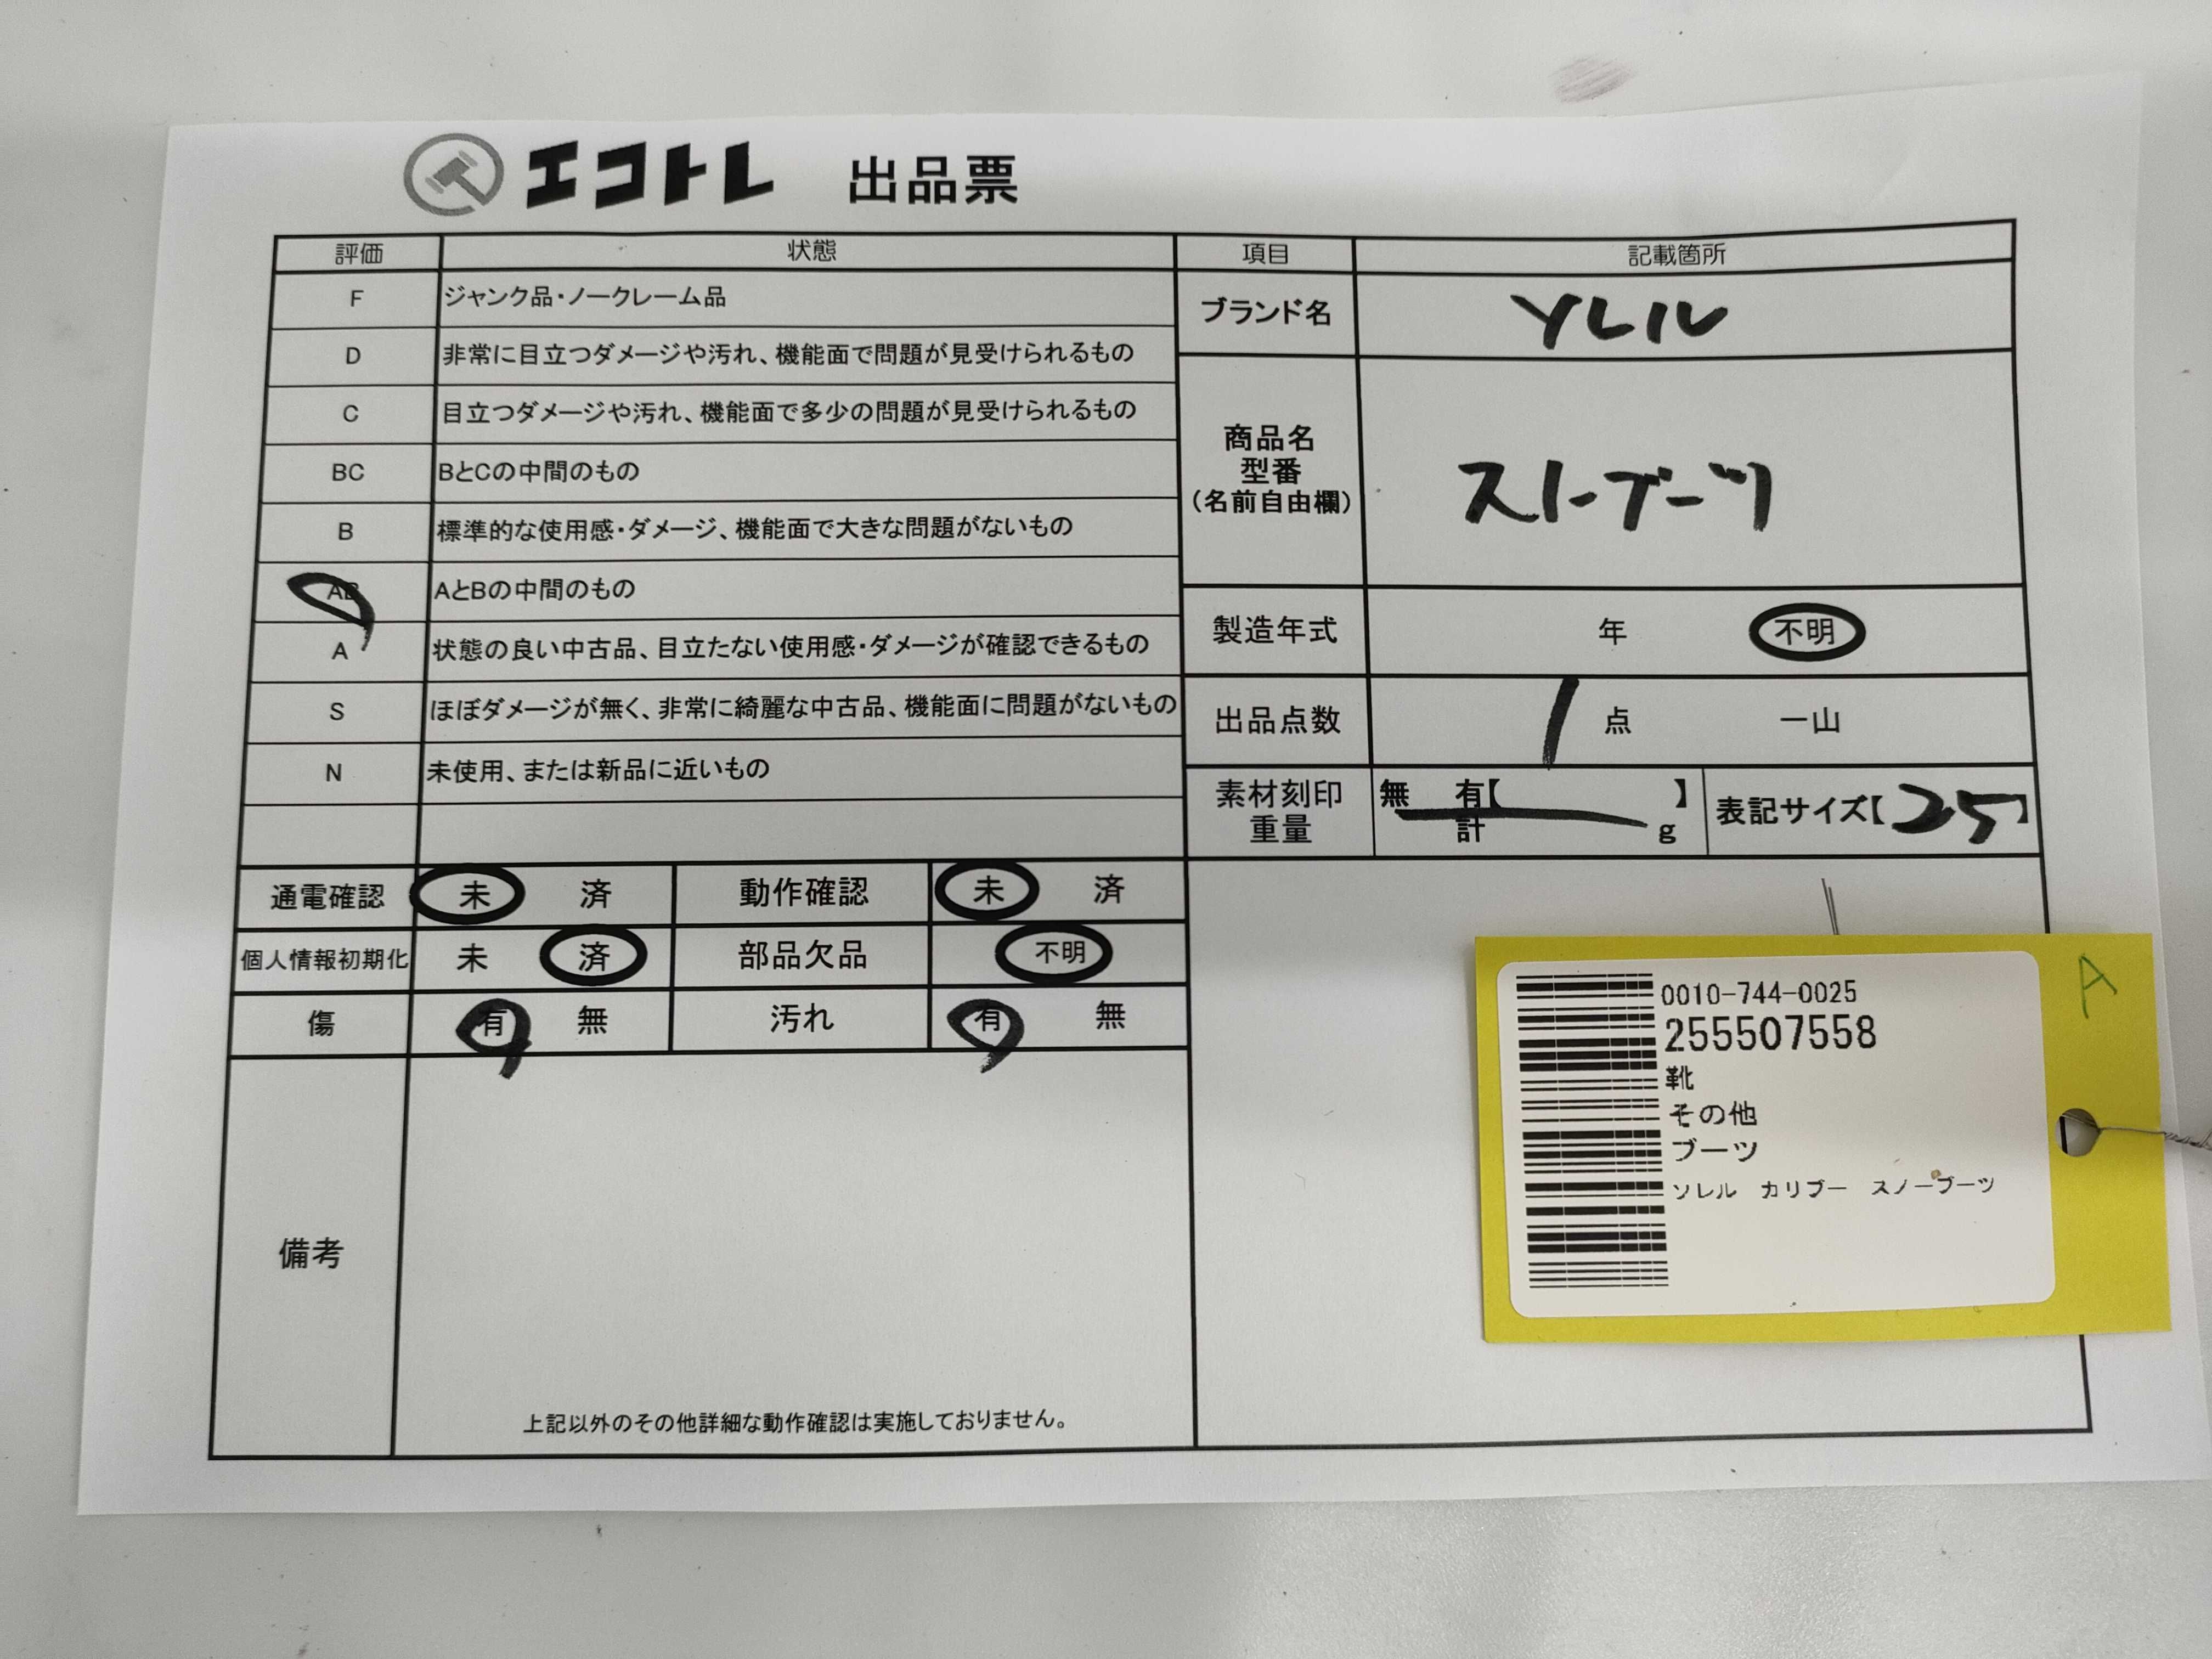 エコトレ 出品票
評価 状態 項目 記載箇所
F ジャンク品・ノークレーム品
D 非常に目立つダメージや汚れ、機能面で問題が見受けられるもの
C 目立つダメージや汚れ、機能面で多少の問題が見受けられるもの
BC BとCの中間のもの
B 標準的な使用感・ダメージ、機能面で大きな問題がないもの
AB AとBの中間のもの
A 状態の良い中古品、目立たない使用感・ダメージが確認できるもの
S ほぼダメージが無く、非常に綺麗な中古品、機能面に問題がないもの
N 未使用、または新品に近いもの
ブランド名 ソレル
商品名
型番
(名前自由欄)
スノーブーツ
製造年式 年 不明
出品点数 1 点 一山
素材刻印 無 有【 】
重量 計 g
表記サイズ【25】
通電確認 未 済 動作確認 未 済
個人情報初期化 未 済 部品欠品 不明
傷 有 無 汚れ 有 無
備考
上記以外のその他詳細な動作確認は実施しておりません。
A
0010-744-0025
255507558
靴
その他
ブーツ
ソレル カリブー スノーブーツ